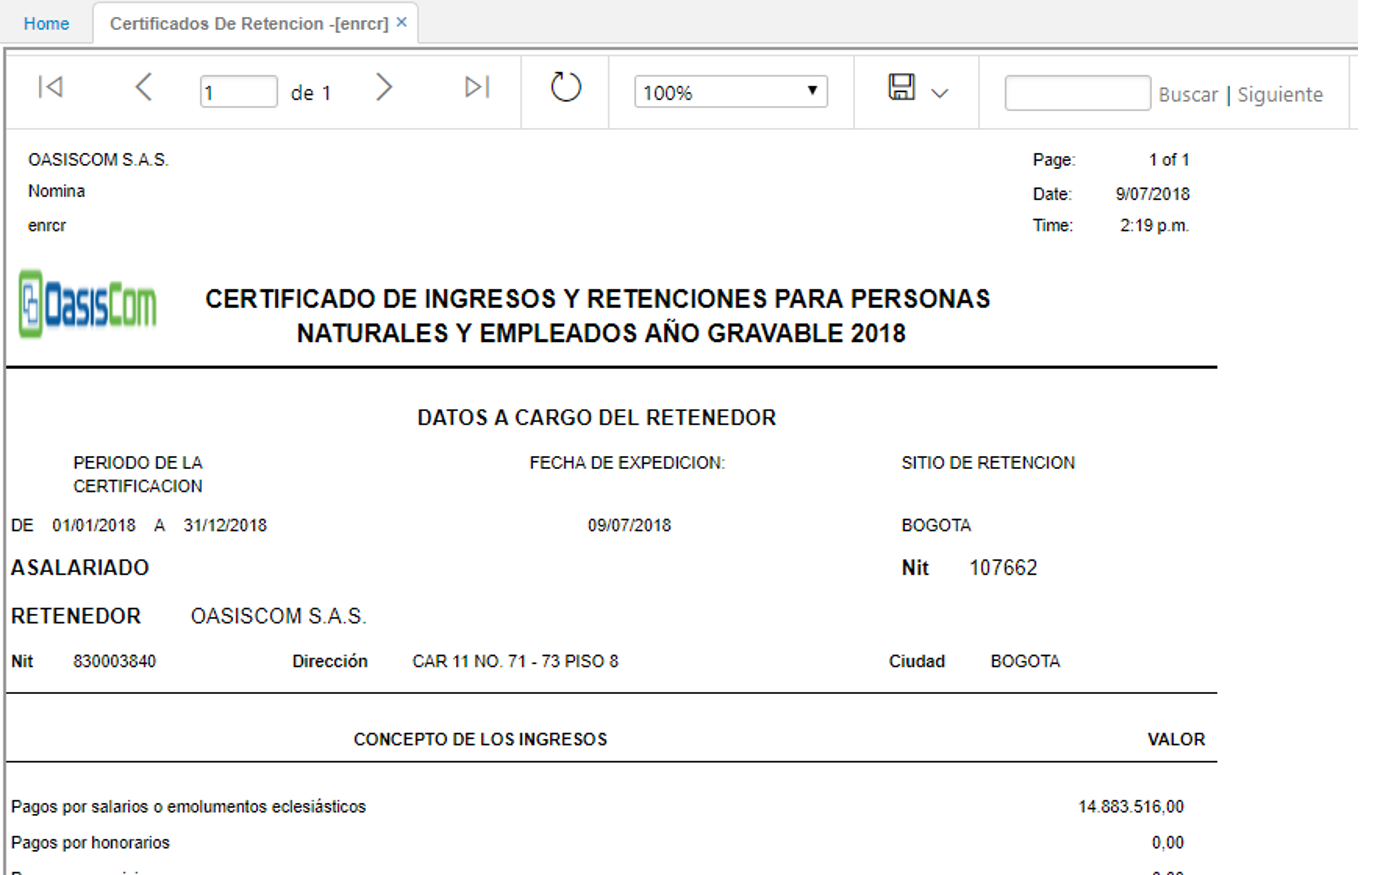 Home
Certificados De Retencion -[enrcr] ×
1 de 1 100% Buscar | Siguiente
OASISCOM S.A.S. Page: 1 of 1
Nomina Date: 9/07/2018
enrcr Time: 2:19 p.m.
OasisCom
CERTIFICADO DE INGRESOS Y RETENCIONES PARA PERSONAS
NATURALES Y EMPLEADOS AÑO GRAVABLE 2018
DATOS A CARGO DEL RETENEDOR
PERIODO DE LA FECHA DE EXPEDICION: SITIO DE RETENCION
CERTIFICACION
DE 01/01/2018 A 31/12/2018 09/07/2018 BOGOTA
ASALARIADO Nit 107662
RETENEDOR OASISCOM S.A.S.
Nit 830003840 Dirección CAR 11 NO. 71 - 73 PISO 8 Ciudad BOGOTA
CONCEPTO DE LOS INGRESOS VALOR
Pagos por salarios o emolumentos eclesiásticos 14.883.516,00
Pagos por honorarios 0,00